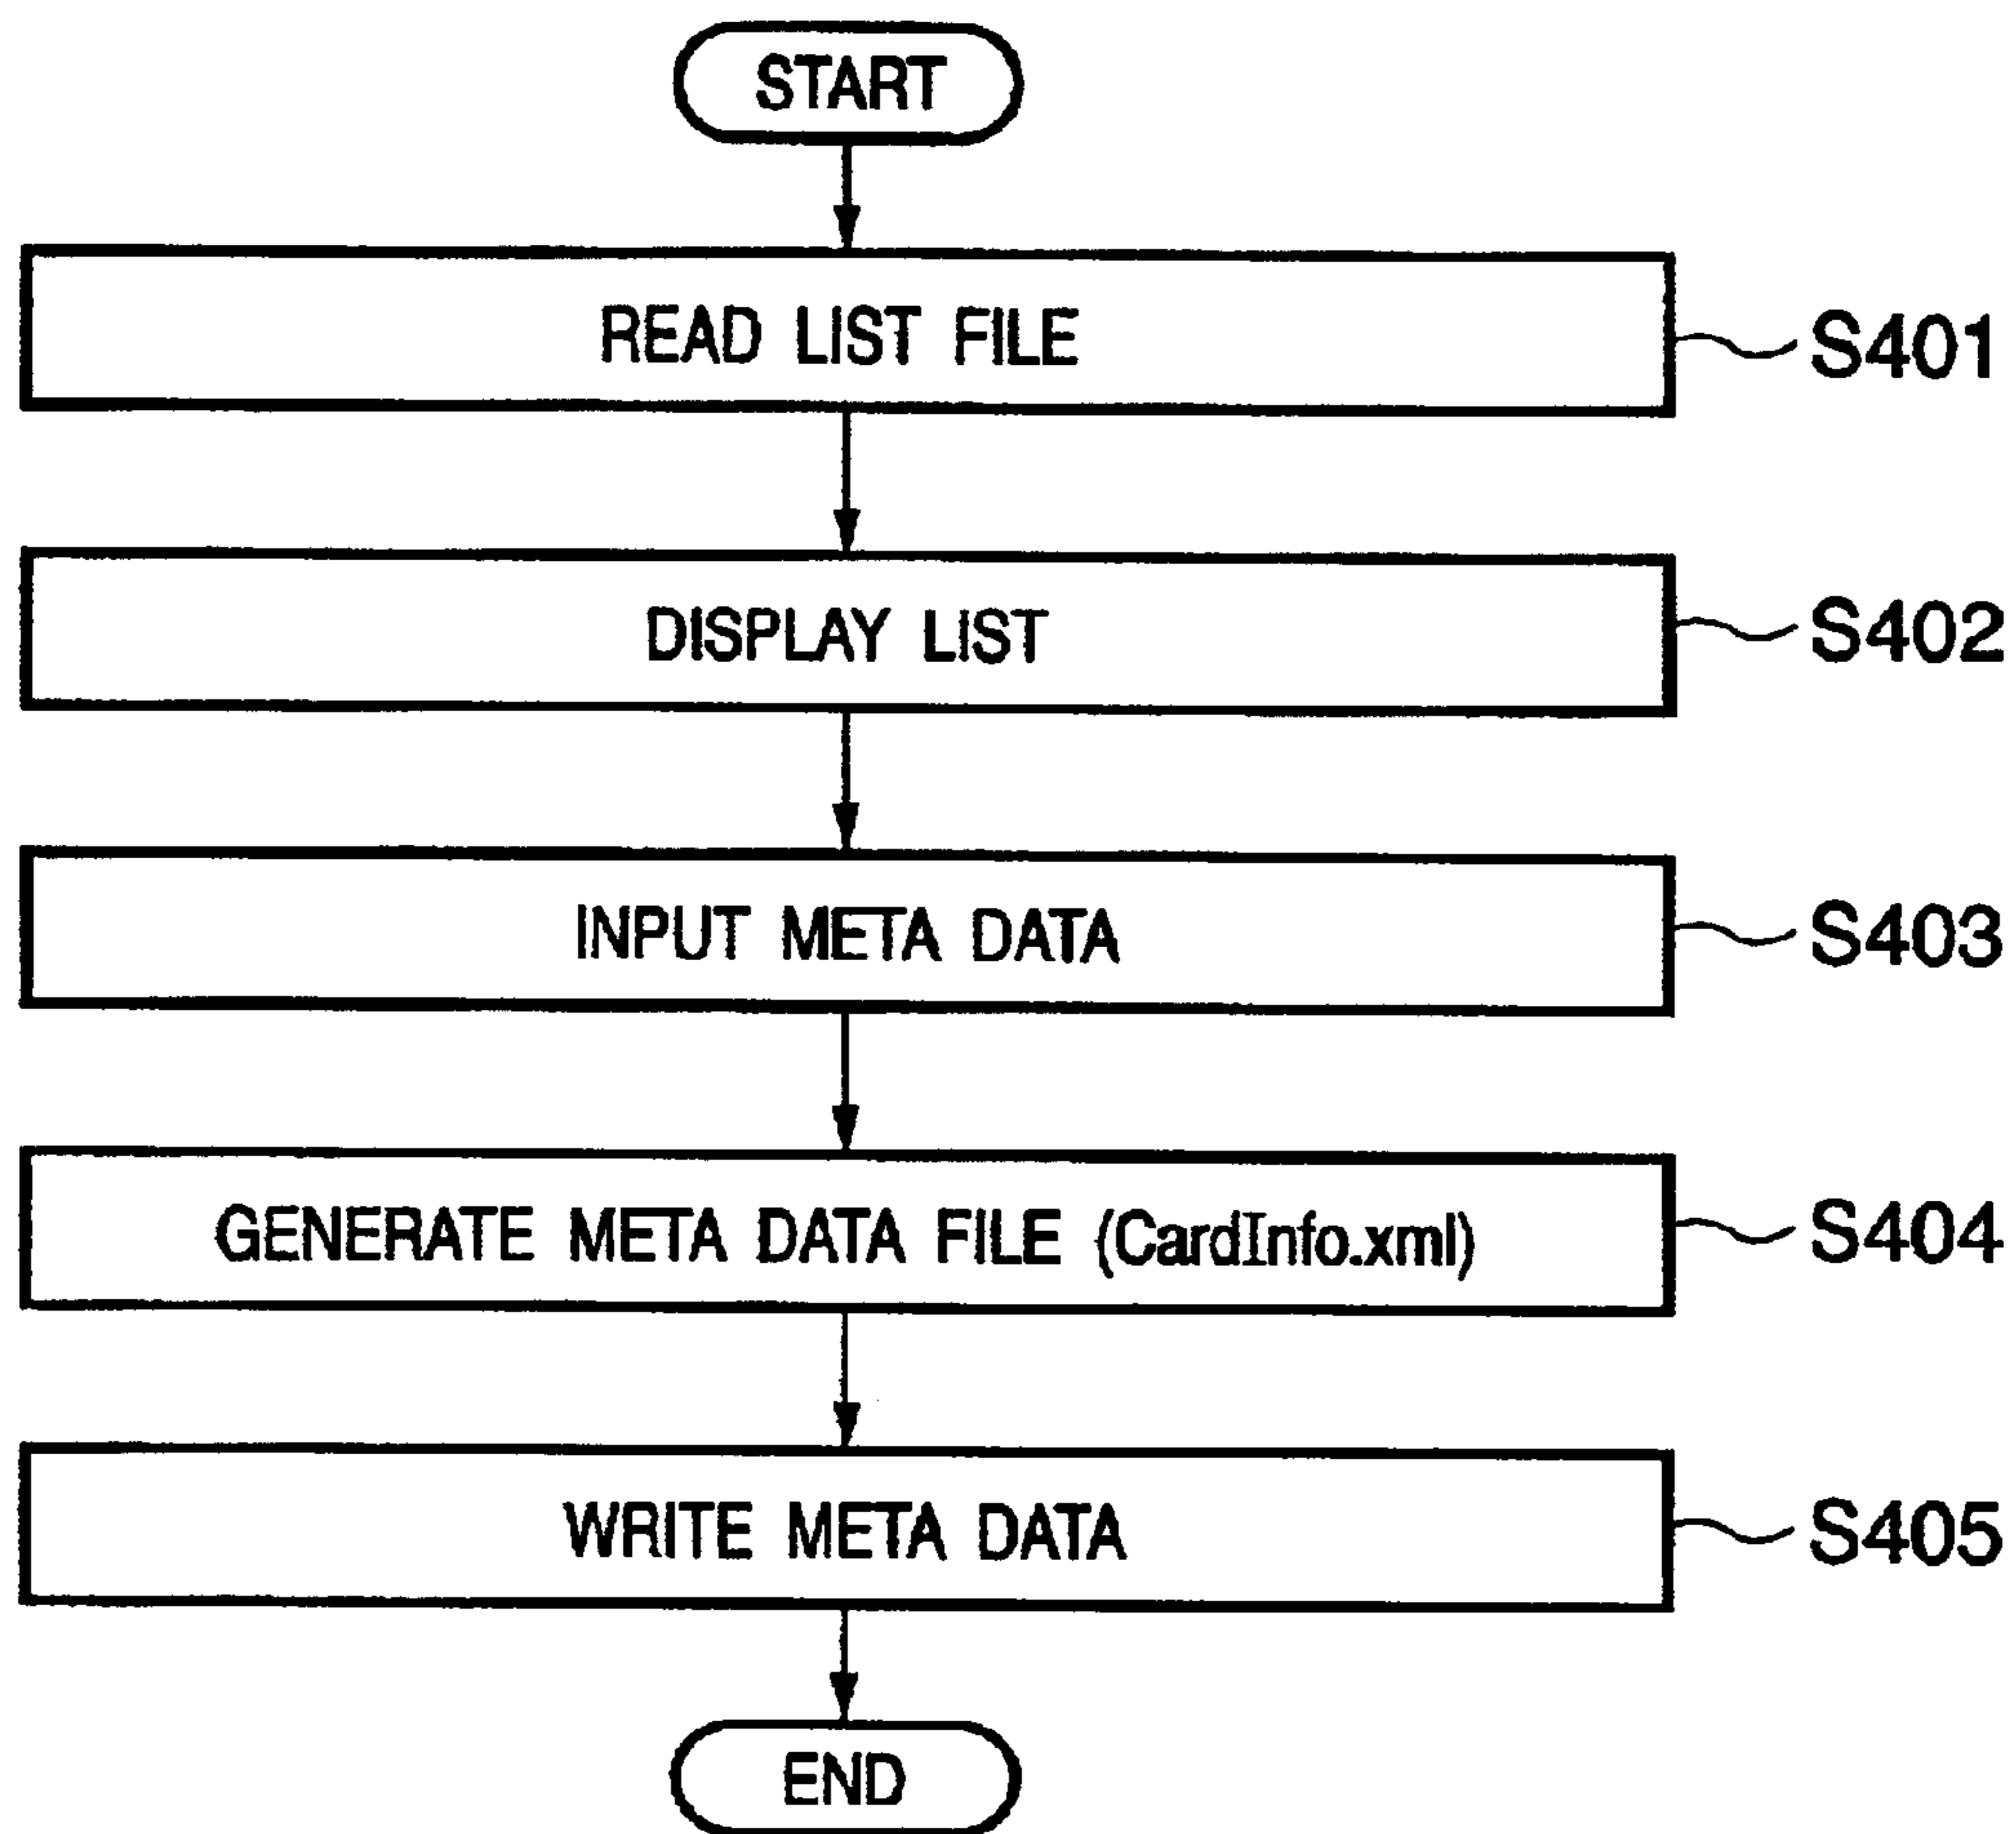 START
READ LIST FILE
S401
DISPLAY LIST
S402
INPUT META DATA
S403
GENERATE META DATA FILE (CardInfo.xml)
S404
WRITE META DATA
S405
END